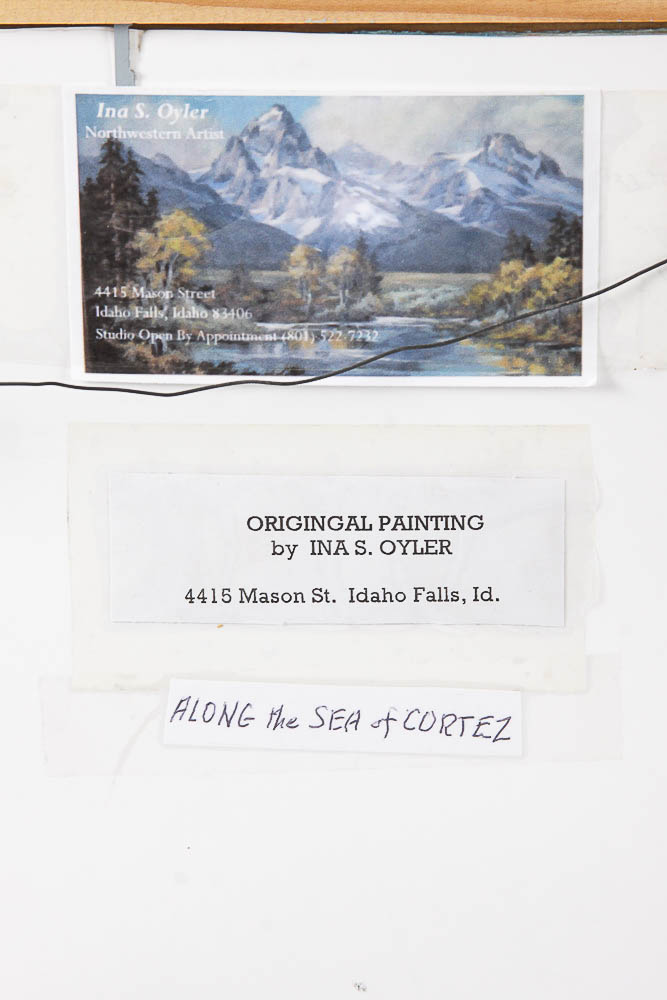 Ina S. Oyler
Northwestern Artist
4415 Mason Street
Idaho Falls, Idaho 83406
Studio Open By Appointment (801) 522-7232
ORIGINGAL PAINTING
by INA S. OYLER
4415 Mason St. Idaho Falls, Id.
ALONG the SEA of CORTEZ